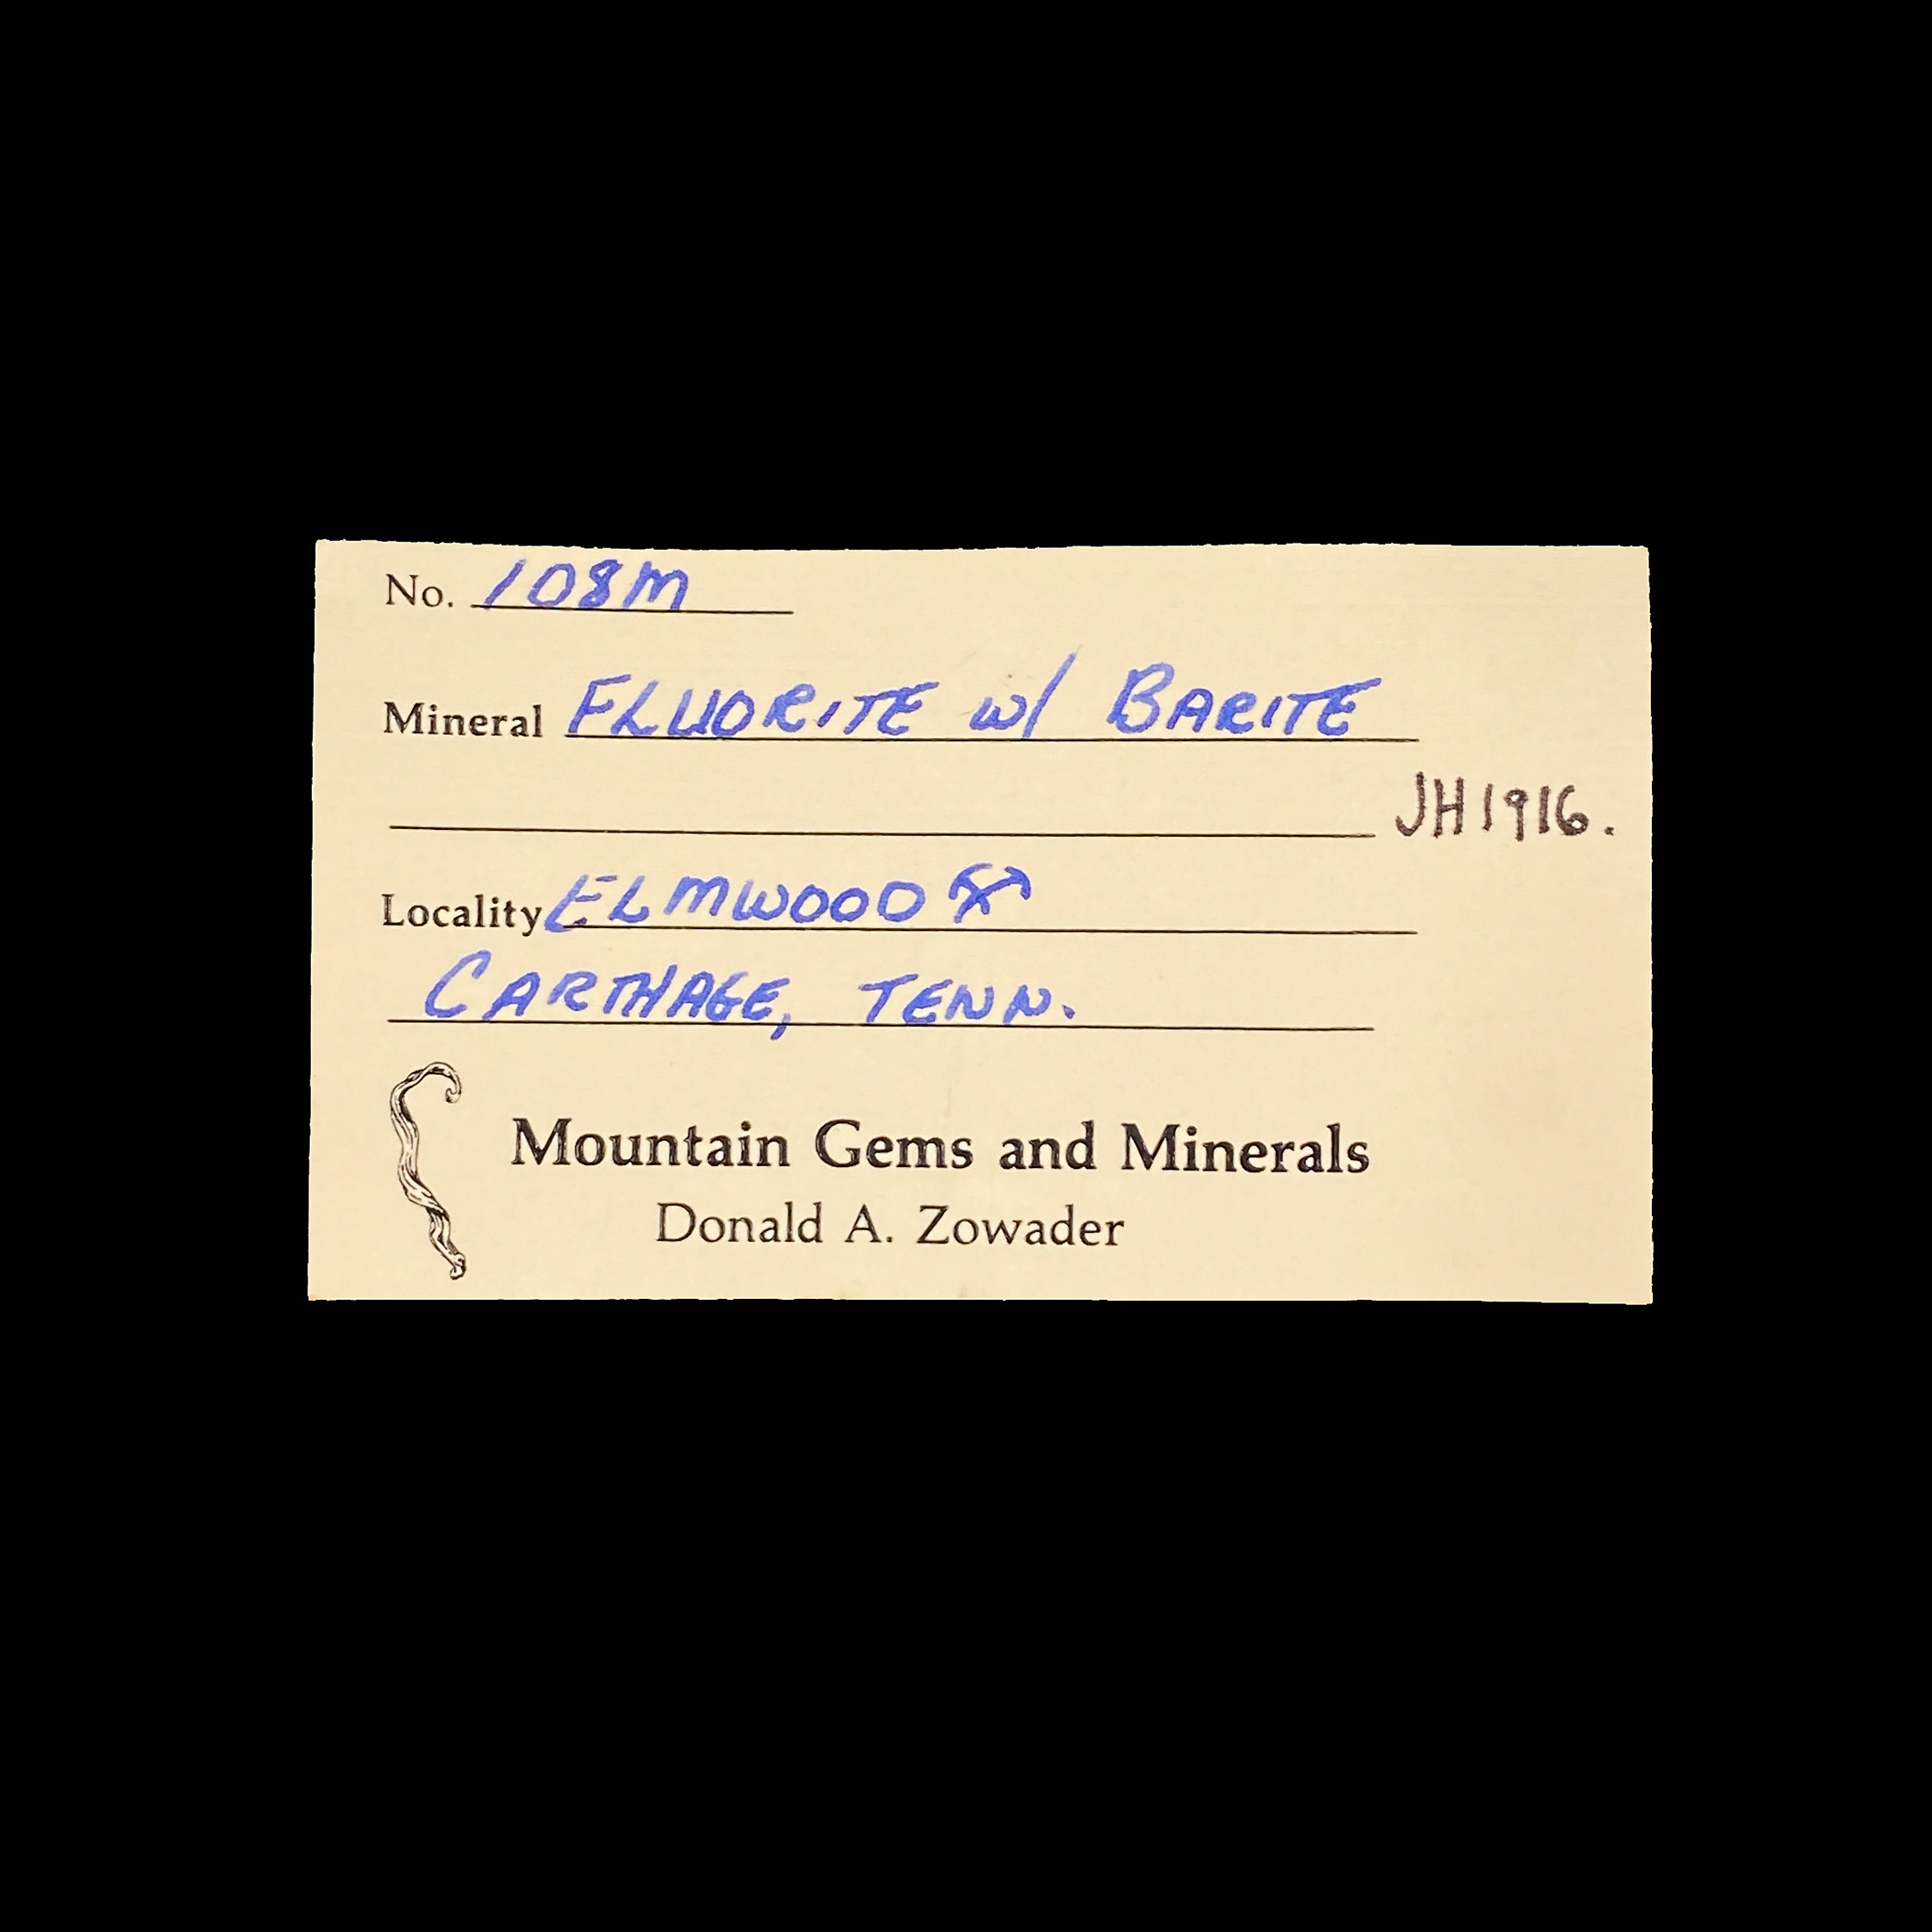 No. 108M
Mineral FLUORITE w/ BARITE
JH1916.
Locality ELMWOOD ⚒
CARTHAGE, TENN.
Mountain Gems and Minerals
Donald A. Zowader